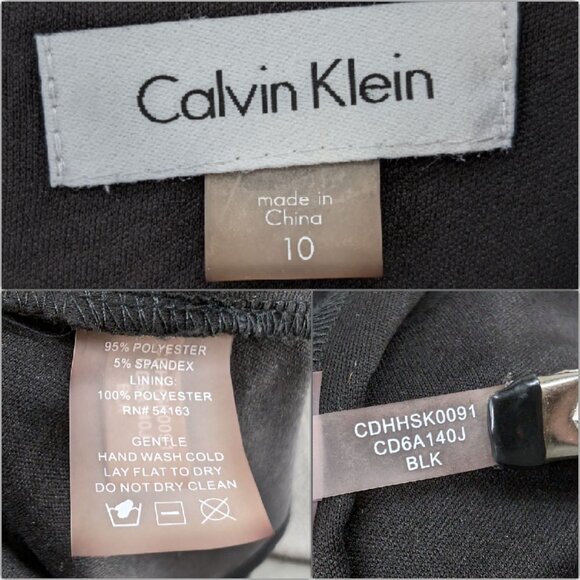 Calvin Klein
made in
China
10
95% POLYESTER
5% SPANDEX
LINING:
100% POLYESTER
RN# 54163
GENTLE
HAND WASH COLD
LAY FLAT TO DRY
DO NOT DRY CLEAN
CDHHSK0091
CD6A140J
BLK